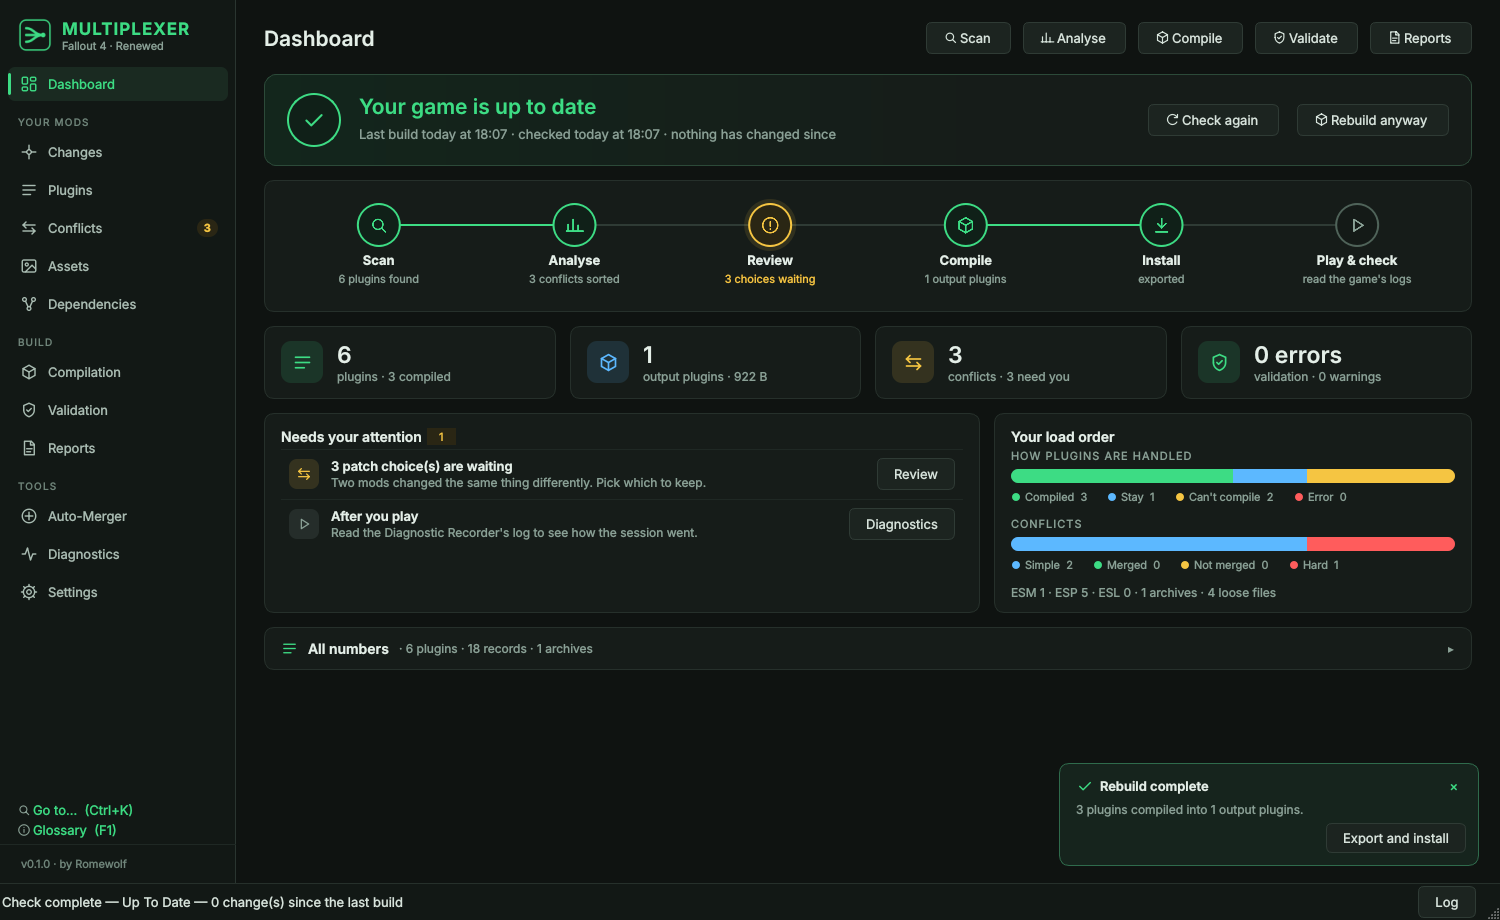 MULTIPLEXER
Fallout 4 · Renewed
Dashboard
YOUR MODS
Changes
Plugins
Conflicts 3
Assets
Dependencies
BUILD
Compilation
Validation
Reports
TOOLS
Auto-Merger
Diagnostics
Settings
Go to... (Ctrl+K)
Glossary (F1)
v0.1.0 · by Romewolf
Dashboard
Scan
Analyse
Compile
Validate
Reports
Your game is up to date
Last build today at 18:07 · checked today at 18:07 · nothing has changed since
Check again
Rebuild anyway
Scan
6 plugins found
Analyse
3 conflicts sorted
Review
3 choices waiting
Compile
1 output plugins
Install
exported
Play & check
read the game's logs
6
plugins · 3 compiled
1
output plugins · 922 B
3
conflicts · 3 need you
0 errors
validation · 0 warnings
Needs your attention 1
3 patch choice(s) are waiting
Two mods changed the same thing differently. Pick which to keep.
Review
After you play
Read the Diagnostic Recorder's log to see how the session went.
Diagnostics
Your load order
HOW PLUGINS ARE HANDLED
Compiled 3 Stay 1 Can't compile 2 Error 0
CONFLICTS
Simple 2 Merged 0 Not merged 0 Hard 1
ESM 1 · ESP 5 · ESL 0 · 1 archives · 4 loose files
All numbers · 6 plugins · 18 records · 1 archives
Rebuild complete ×
3 plugins compiled into 1 output plugins.
Export and install
Check complete — Up To Date — 0 change(s) since the last build
Log